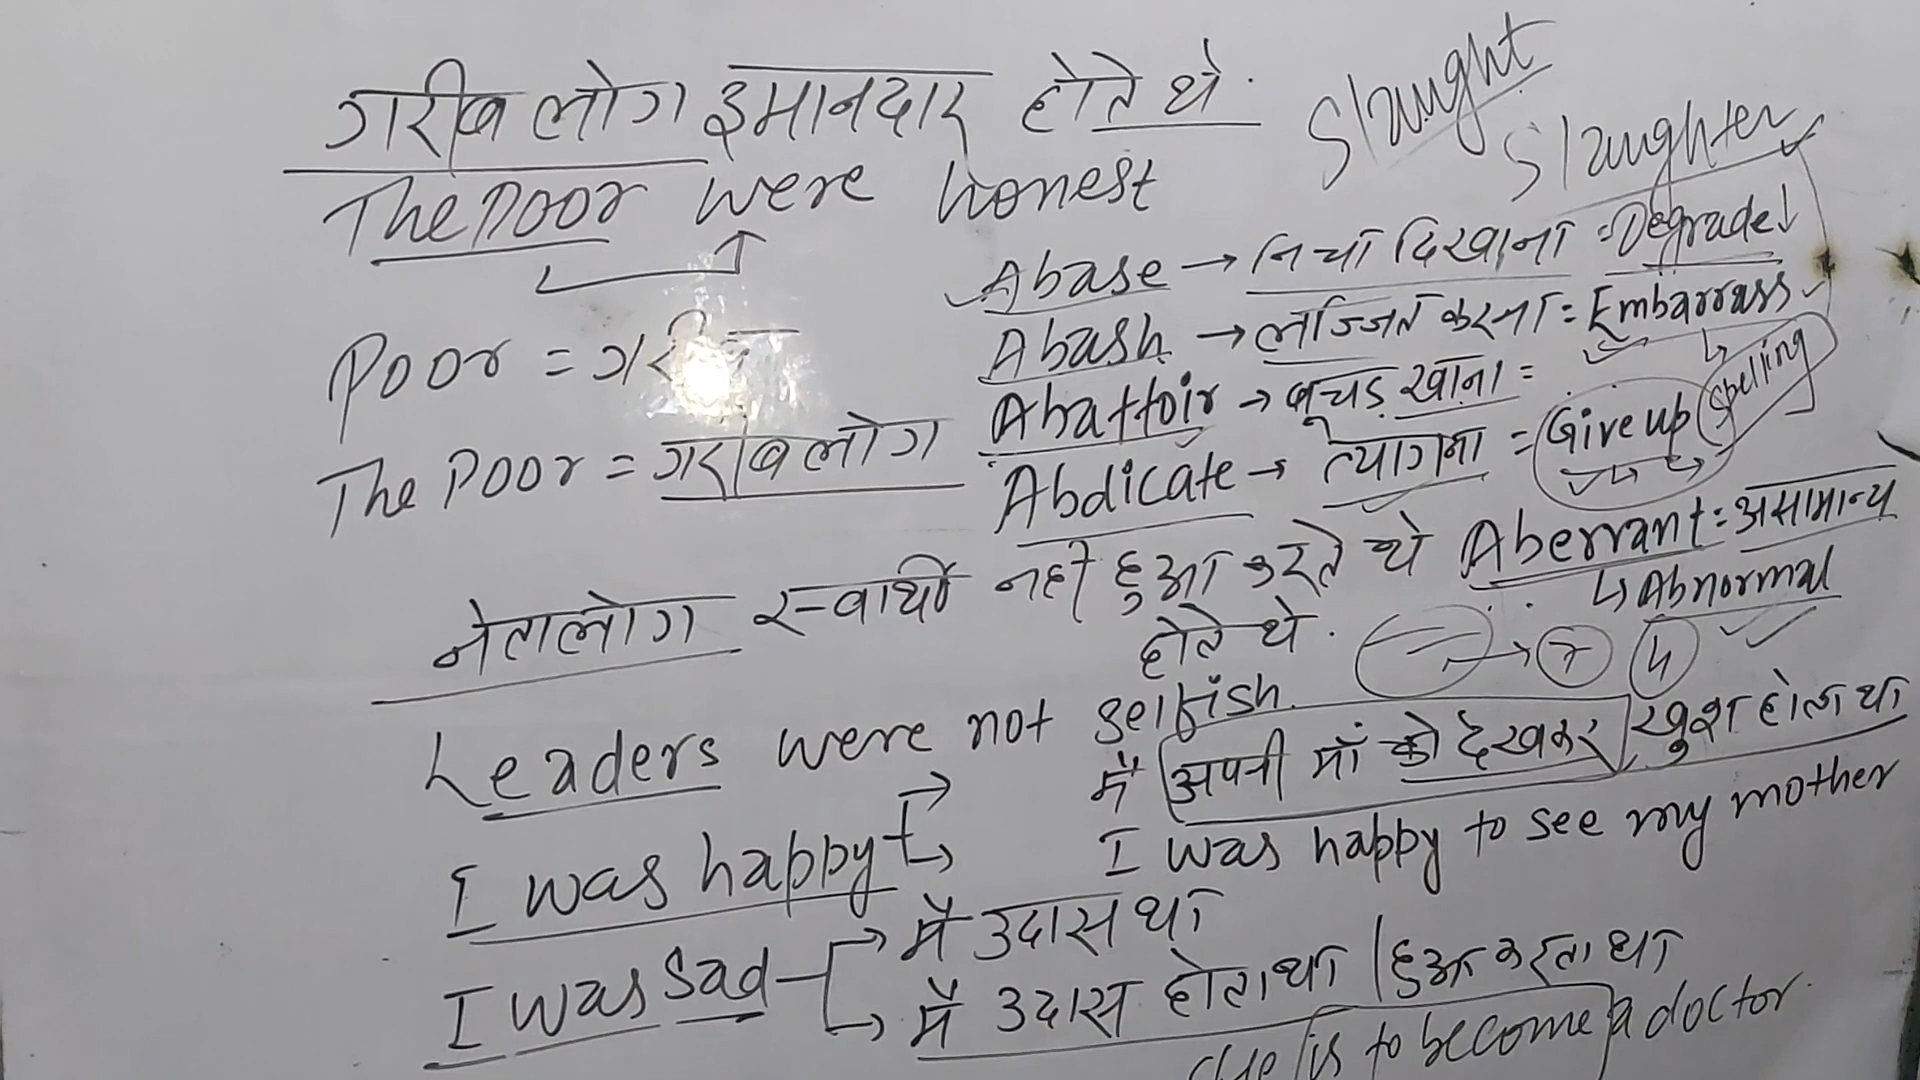 गरीब लोग इमानदार होते थे.
The Poor were honest
Slaught
Slaughter
Abase → निचा दिखाना = Degrade↓
Abash → लज्जित करना = Embarrass
↳ Spelling
Poor = गरीब
Abattoir → बूचड़ खाना =
The Poor = गरीब लोग
Abdicate → त्यागना = Give up
Aberrant : असामान्य
↳ Abnormal
नेतालोग स्वार्थी नहीं हुआ करते थे
होते थे.
Leaders were not selfish.
मैं अपनी माँ को देखकर खुश होता था
I was happy to see my mother
I was happy
I was sad
मैं उदास था
मैं उदास होता था | हुआ करता था
is to become a doctor.